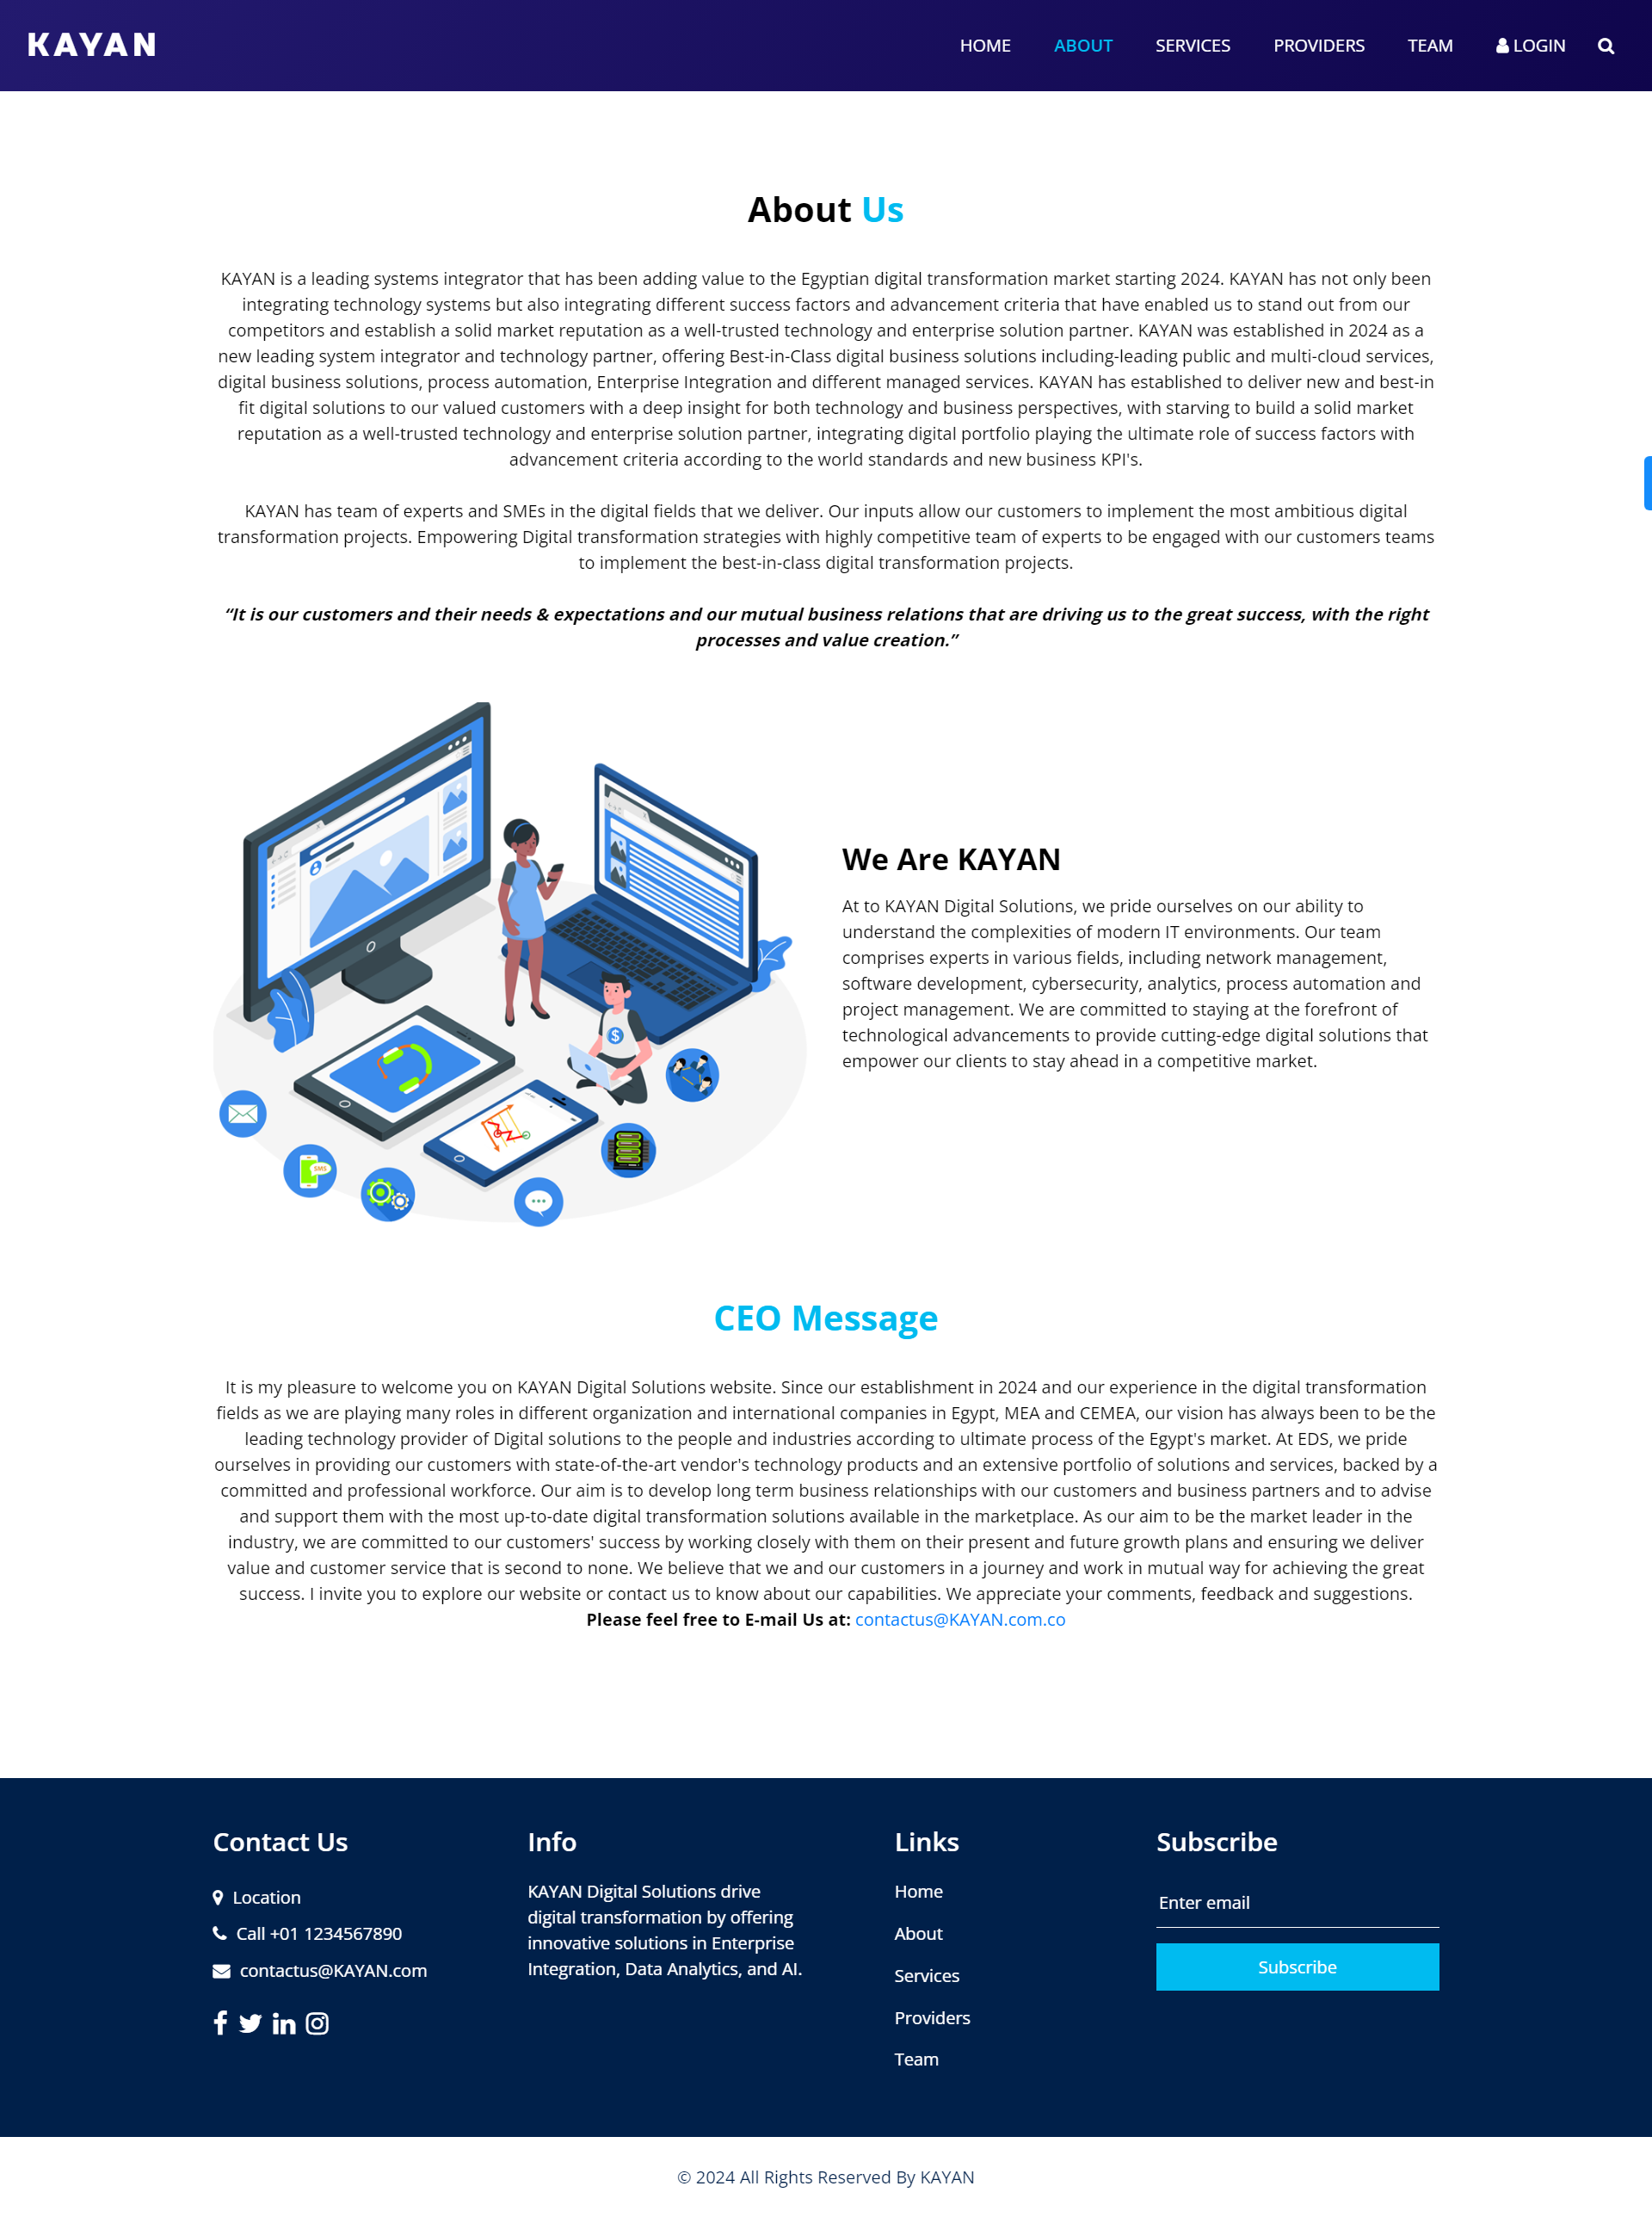 KAYAN
HOME ABOUT SERVICES PROVIDERS TEAM LOGIN
About Us
KAYAN is a leading systems integrator that has been adding value to the Egyptian digital transformation market starting 2024. KAYAN has not only been
integrating technology systems but also integrating different success factors and advancement criteria that have enabled us to stand out from our
competitors and establish a solid market reputation as a well-trusted technology and enterprise solution partner. KAYAN was established in 2024 as a
new leading system integrator and technology partner, offering Best-in-Class digital business solutions including-leading public and multi-cloud services,
digital business solutions, process automation, Enterprise Integration and different managed services. KAYAN has established to deliver new and best-in
fit digital solutions to our valued customers with a deep insight for both technology and business perspectives, with starving to build a solid market
reputation as a well-trusted technology and enterprise solution partner, integrating digital portfolio playing the ultimate role of success factors with
advancement criteria according to the world standards and new business KPI's.
KAYAN has team of experts and SMEs in the digital fields that we deliver. Our inputs allow our customers to implement the most ambitious digital
transformation projects. Empowering Digital transformation strategies with highly competitive team of experts to be engaged with our customers teams
to implement the best-in-class digital transformation projects.
“It is our customers and their needs & expectations and our mutual business relations that are driving us to the great success, with the right
processes and value creation.”
$
SMS
We Are KAYAN
At to KAYAN Digital Solutions, we pride ourselves on our ability to
understand the complexities of modern IT environments. Our team
comprises experts in various fields, including network management,
software development, cybersecurity, analytics, process automation and
project management. We are committed to staying at the forefront of
technological advancements to provide cutting-edge digital solutions that
empower our clients to stay ahead in a competitive market.
CEO Message
It is my pleasure to welcome you on KAYAN Digital Solutions website. Since our establishment in 2024 and our experience in the digital transformation
fields as we are playing many roles in different organization and international companies in Egypt, MEA and CEMEA, our vision has always been to be the
leading technology provider of Digital solutions to the people and industries according to ultimate process of the Egypt's market. At EDS, we pride
ourselves in providing our customers with state-of-the-art vendor's technology products and an extensive portfolio of solutions and services, backed by a
committed and professional workforce. Our aim is to develop long term business relationships with our customers and business partners and to advise
and support them with the most up-to-date digital transformation solutions available in the marketplace. As our aim to be the market leader in the
industry, we are committed to our customers' success by working closely with them on their present and future growth plans and ensuring we deliver
value and customer service that is second to none. We believe that we and our customers in a journey and work in mutual way for achieving the great
success. I invite you to explore our website or contact us to know about our capabilities. We appreciate your comments, feedback and suggestions.
Please feel free to E-mail Us at: contactus@KAYAN.com.co
Contact Us
Location
Call +01 1234567890
contactus@KAYAN.com
Info
KAYAN Digital Solutions drive
digital transformation by offering
innovative solutions in Enterprise
Integration, Data Analytics, and AI.
Links
Home
About
Services
Providers
Team
Subscribe
Enter email
Subscribe
© 2024 All Rights Reserved By KAYAN